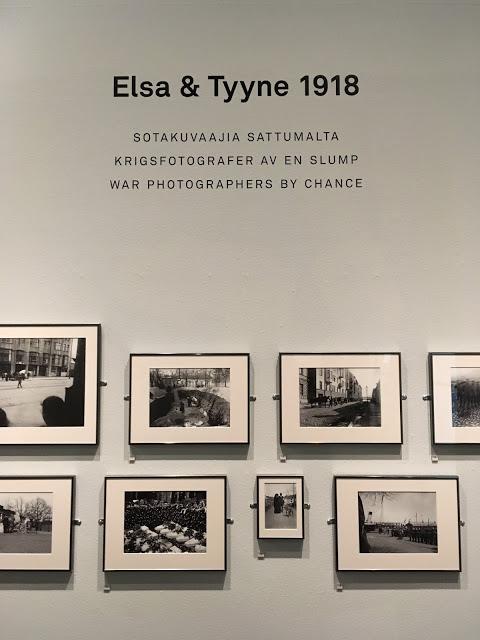 Elsa & Tyyne 1918
SOTAKUVAAJIA SATTUMALTA
KRIGSFOTOGRAFER AV EN SLUMP
WAR PHOTOGRAPHERS BY CHANCE